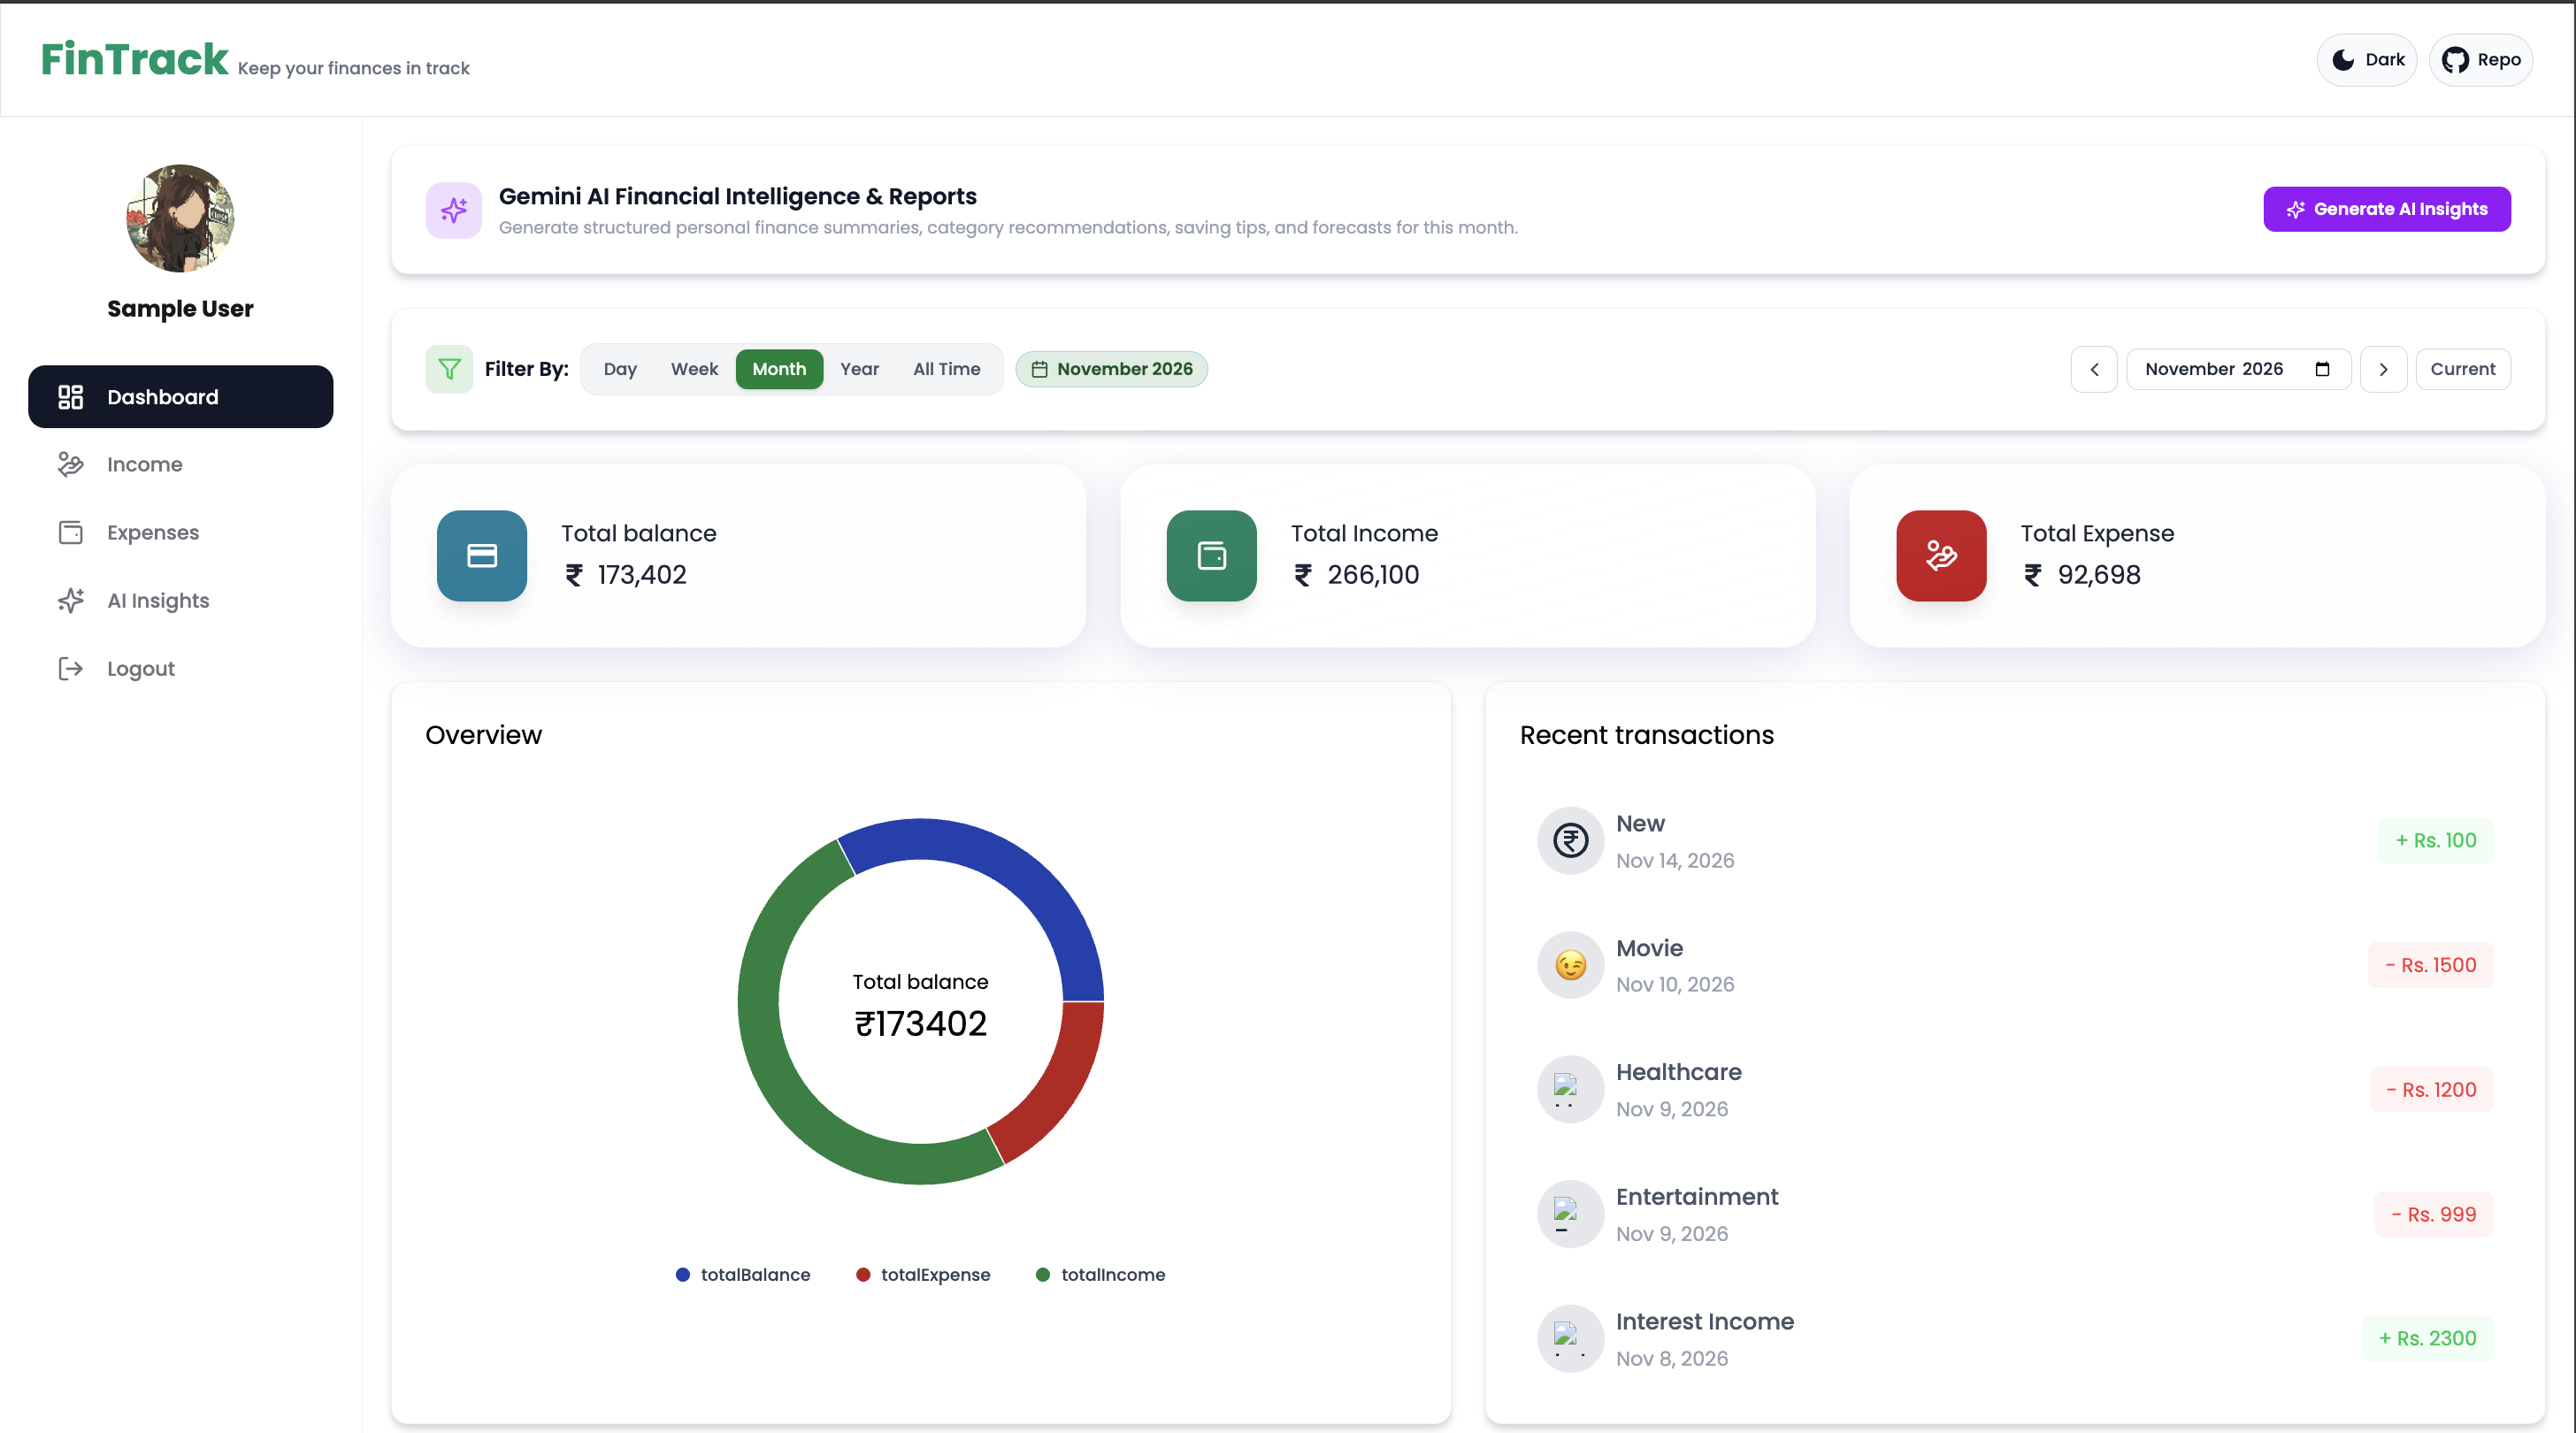 FinTrack Keep your finances in track
Dark
Repo
Sample User
Dashboard
Income
Expenses
AI Insights
Logout
Gemini AI Financial Intelligence & Reports
Generate structured personal finance summaries, category recommendations, saving tips, and forecasts for this month.
Generate AI Insights
Filter By:
Day
Week
Month
Year
All Time
November 2026
November 2026
Current
Total balance
₹ 173,402
Total Income
₹ 266,100
Total Expense
₹ 92,698
Overview
Total balance
₹173402
totalBalance
totalExpense
totalIncome
Recent transactions
New
Nov 14, 2026
+ Rs. 100
Movie
Nov 10, 2026
- Rs. 1500
Healthcare
Nov 9, 2026
- Rs. 1200
Entertainment
Nov 9, 2026
- Rs. 999
Interest Income
Nov 8, 2026
+ Rs. 2300